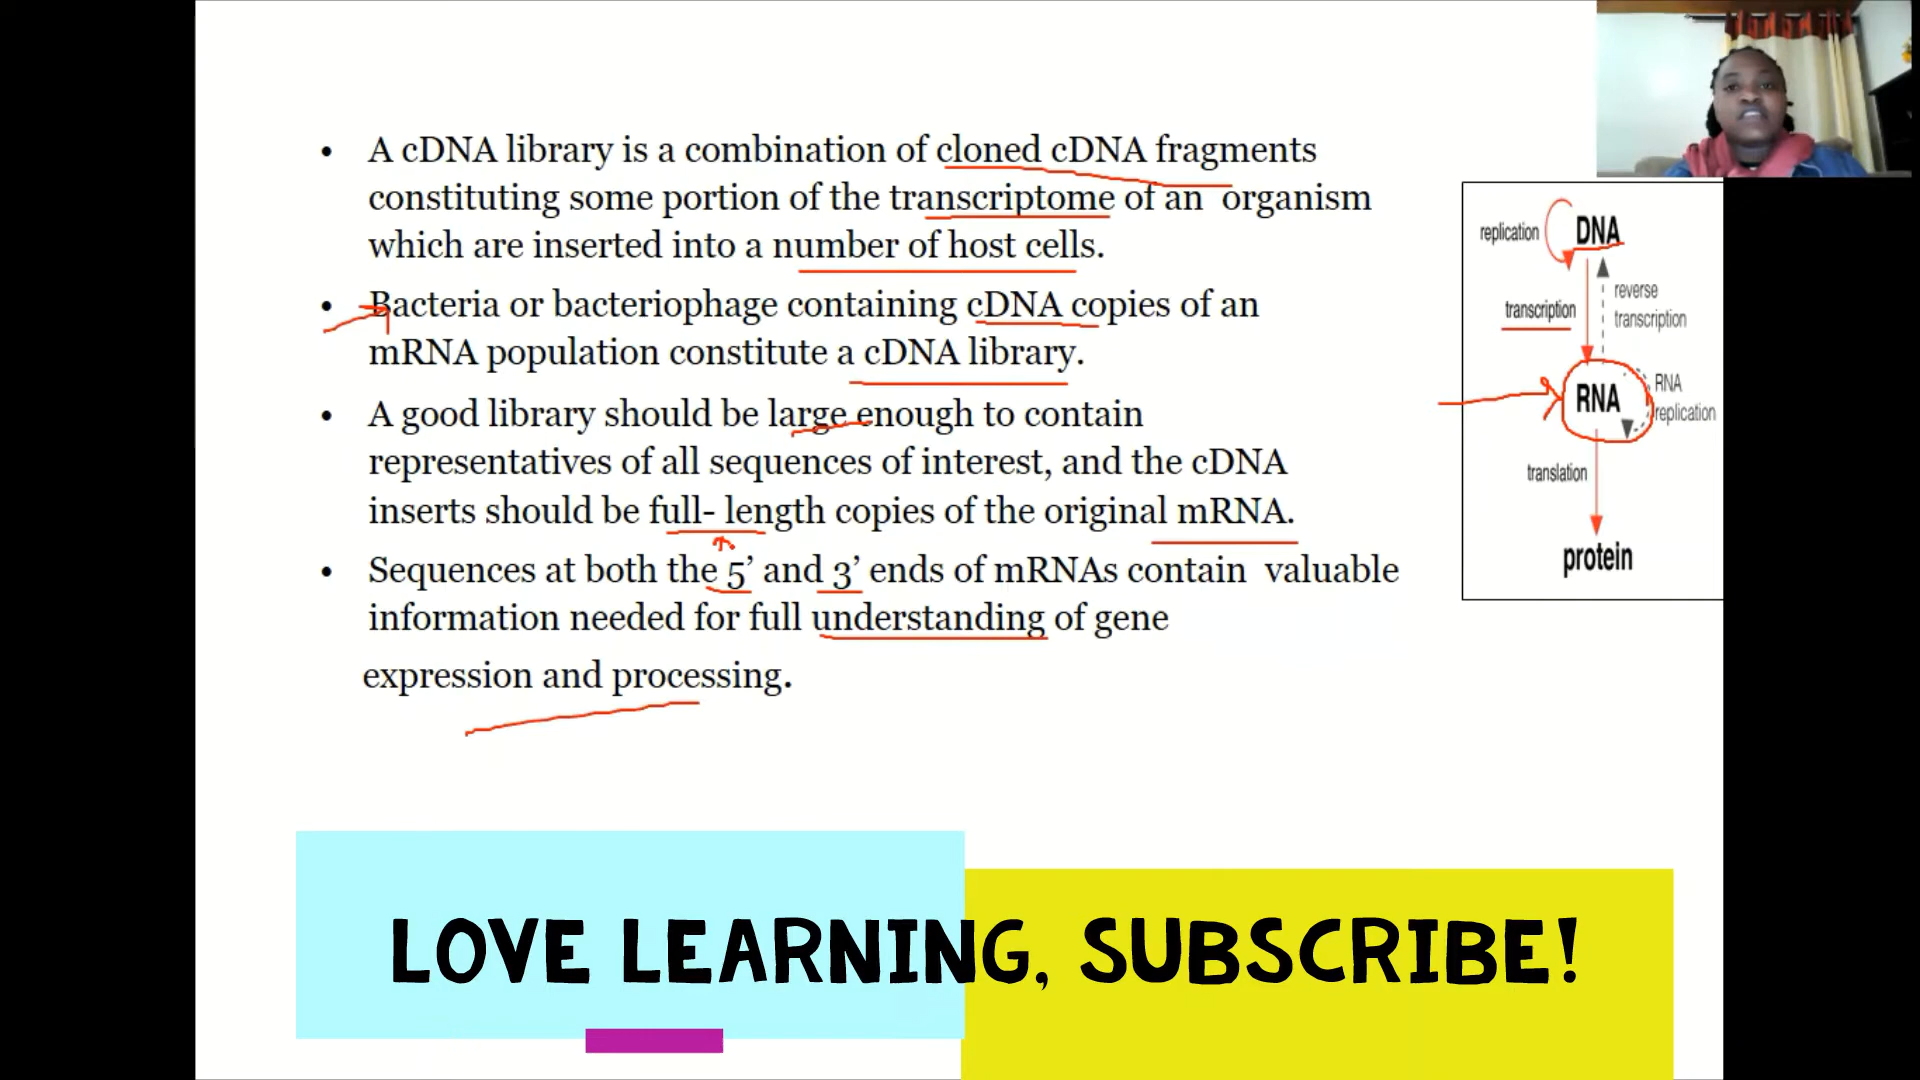 • A cDNA library is a combination of cloned cDNA fragments
constituting some portion of the transcriptome of an organism
which are inserted into a number of host cells.
• Bacteria or bacteriophage containing cDNA copies of an
mRNA population constitute a cDNA library.
• A good library should be large enough to contain
representatives of all sequences of interest, and the cDNA
inserts should be full- length copies of the original mRNA.
• Sequences at both the 5’ and 3’ ends of mRNAs contain valuable
information needed for full understanding of gene
expression and processing.
replication DNA
transcription
reverse
transcription
RNA
RNA
replication
translation
protein
LOVE LEARNING, SUBSCRIBE!